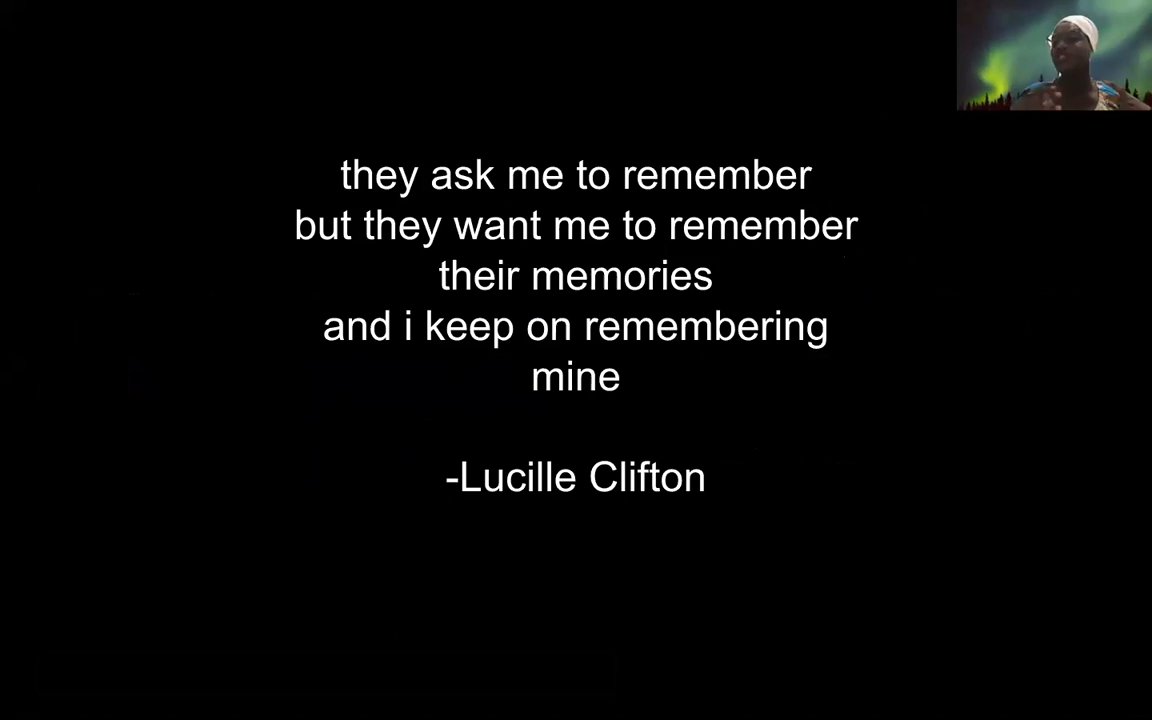 they ask me to remember
but they want me to remember
their memories
and i keep on remembering
mine
-Lucille Clifton